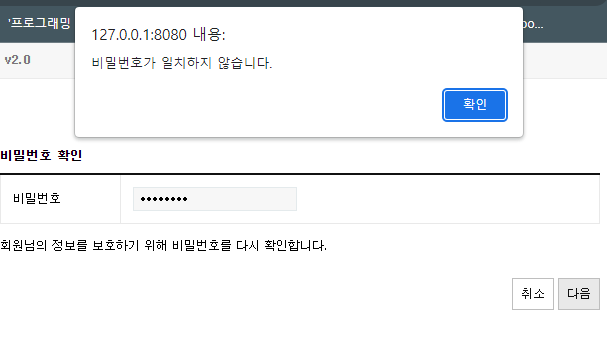 '프로그래밍
127.0.0.1:8080 내용:
비밀번호가 일치하지 않습니다.
확인
v2.0
비밀번호 확인
비밀번호
••••••••
회원님의 정보를 보호하기 위해 비밀번호를 다시 확인합니다.
취소
다음